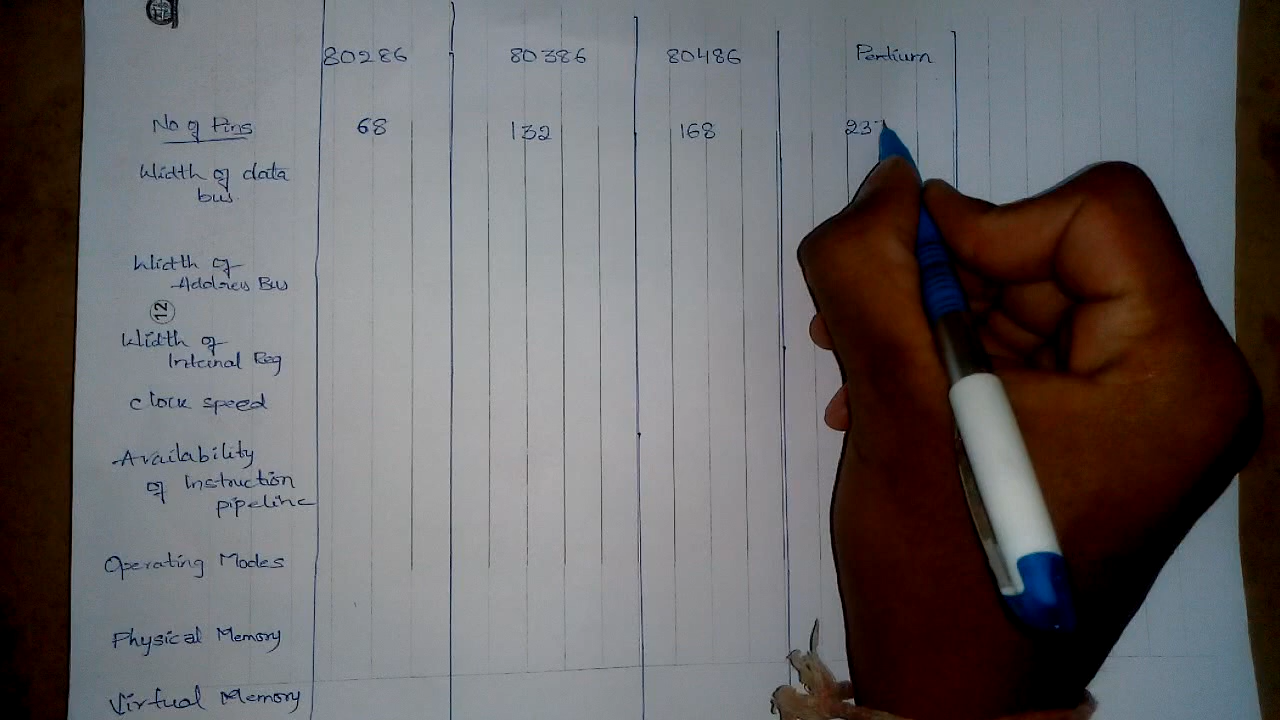 80286 80386 80486 Pentium
No of Pins 68 132 168 237
Width of data
bus
Width of
Address Bus
12
Width of
Internal Reg
Clock speed
Availability
of Instruction
pipeline
Operating Modes
Physical Memory
Virtual Memory